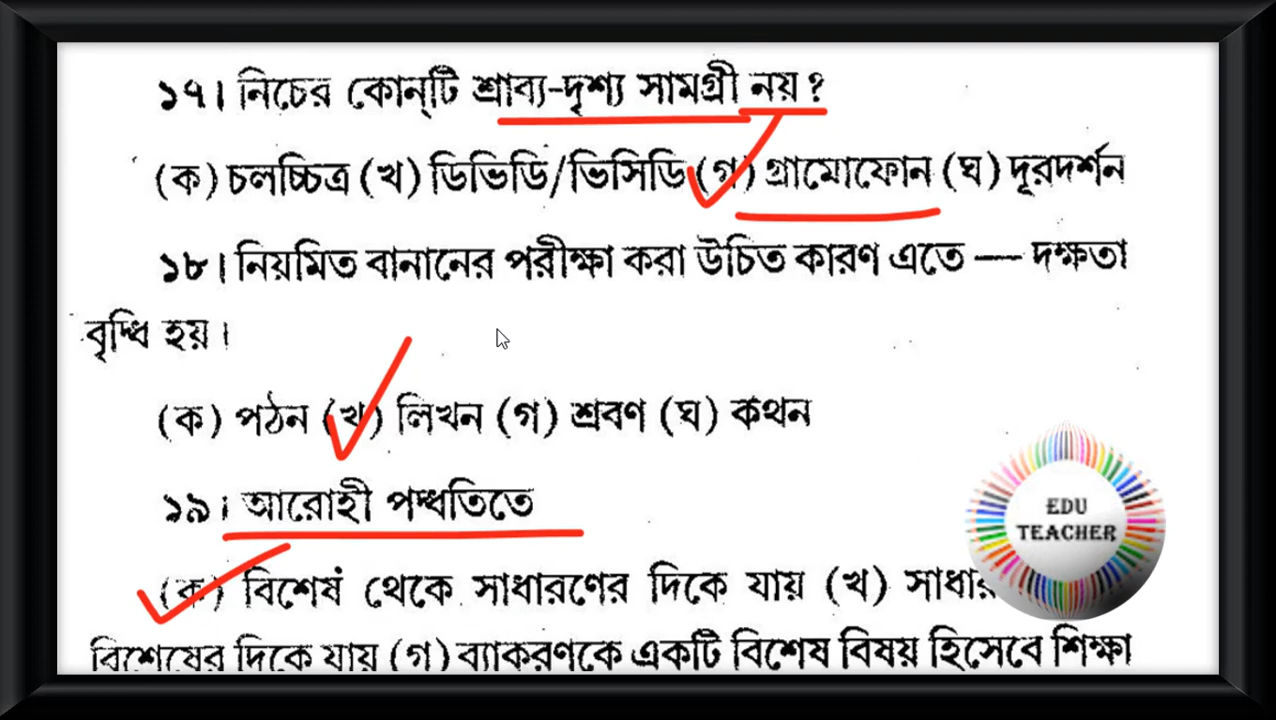 ১৭। নিচের কোন্‌টি শ্রাব্য-দৃশ্য সামগ্রী নয় ?
(ক) চলচ্চিত্র (খ) ডিভিডি/ভিসিডি (গ) গ্রামোফোন (ঘ) দূরদর্শন
১৮। নিয়মিত বানানের পরীক্ষা করা উচিত কারণ এতে — দক্ষতা
বৃদ্ধি হয়।
(ক) পঠন (খ) লিখন (গ) শ্রবণ (ঘ) কথন
১৯। আরোহী পদ্ধতিতে
(ক) বিশেষ থেকে সাধারণের দিকে যায় (খ)
বিশেষের দিকে যায় (গ) ব্যাকরণকে একটি বিশেষ বিষয় হিসেবে শিক্ষা
EDU
TEACHER